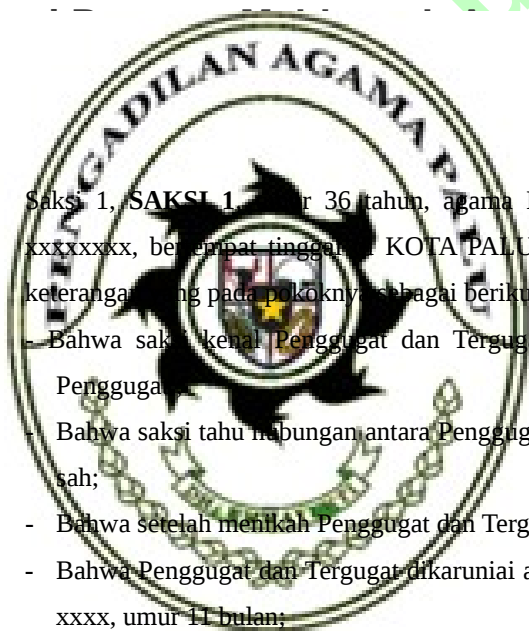 PENGADILAN AGAMA PALU
Saksi 1, SAKSI 1, 36 tahun, agama
xxxxxxxx, bertempat tinggal KOTA PALU
keterangan yang pada pokoknya sebagai beriku
- Bahwa saksi kenal Penggugat dan Tergug
Penggugat
- Bahwa saksi tahu hubungan antara Penggug
sah;
- Bahwa setelah menikah Penggugat dan Terg
- Bahwa Penggugat dan Tergugat dikaruniai a
xxxx, umur 11 bulan;